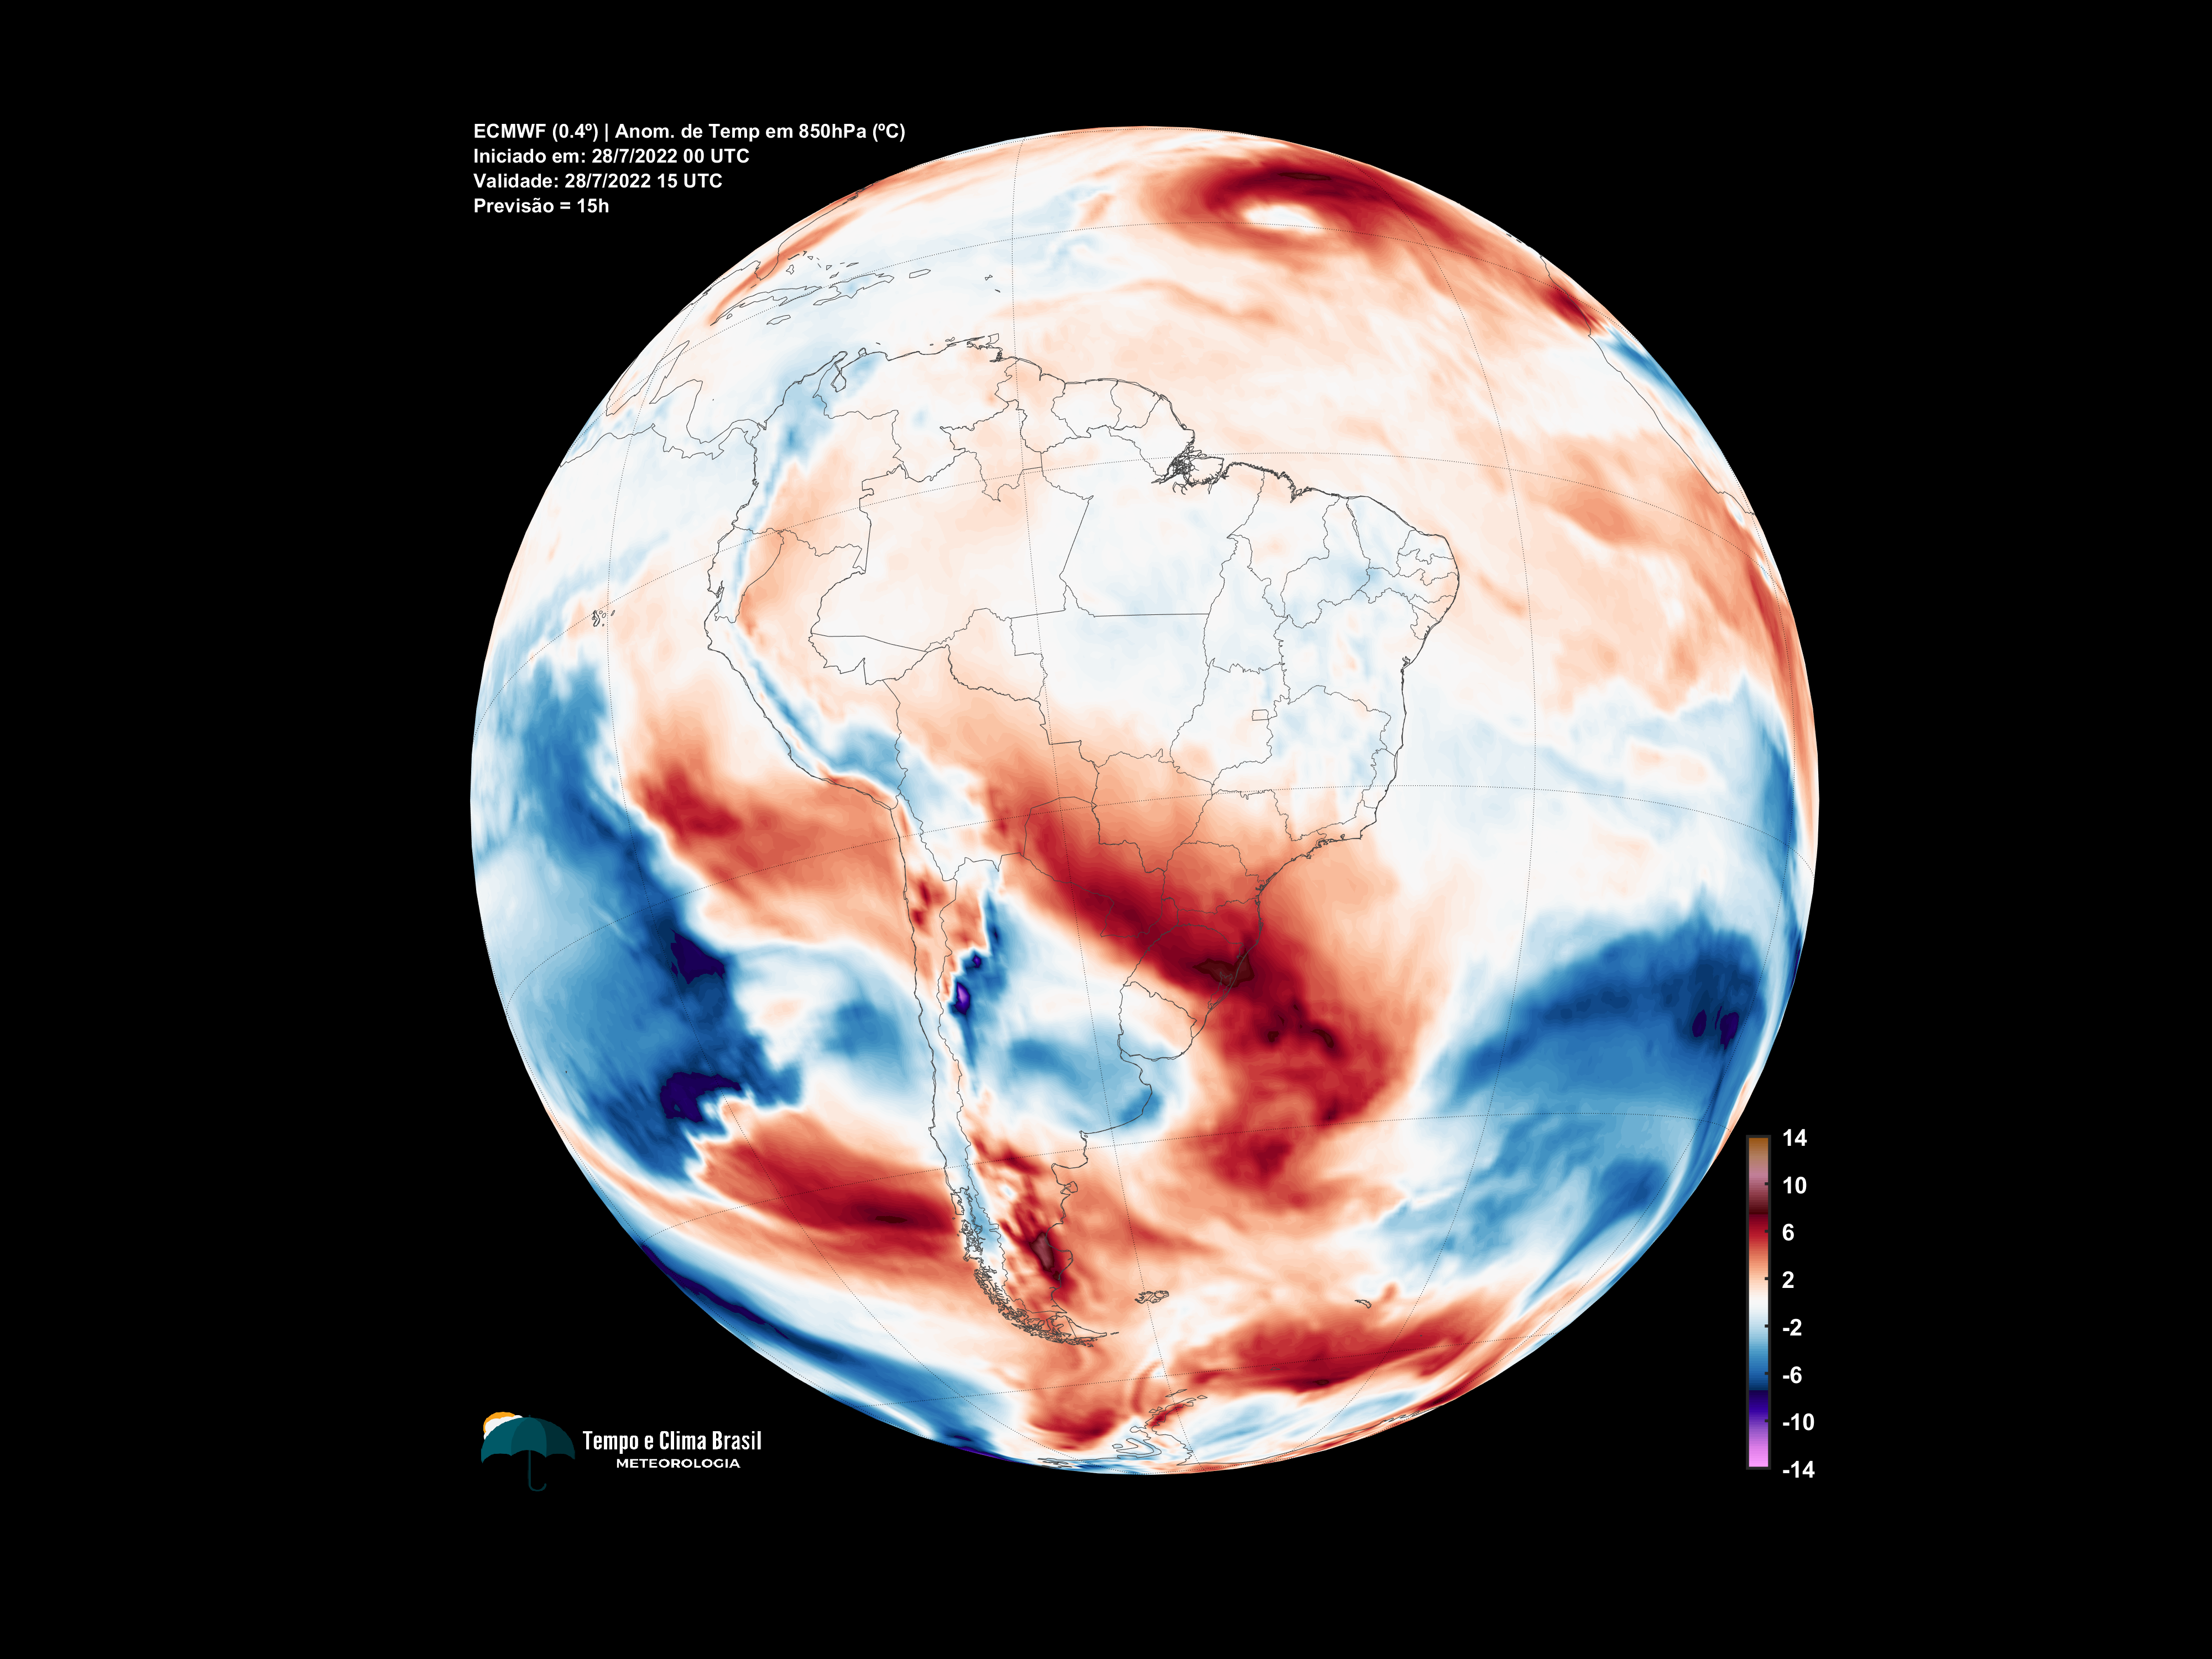 ECMWF (0.4º) | Anom. de Temp em 850hPa (ºC)
Iniciado em: 28/7/2022 00 UTC
Validade: 28/7/2022 15 UTC
Previsão = 15h
14
10
6
2
-2
-6
-10
-14
Tempo e Clima Brasil
METEOROLOGIA